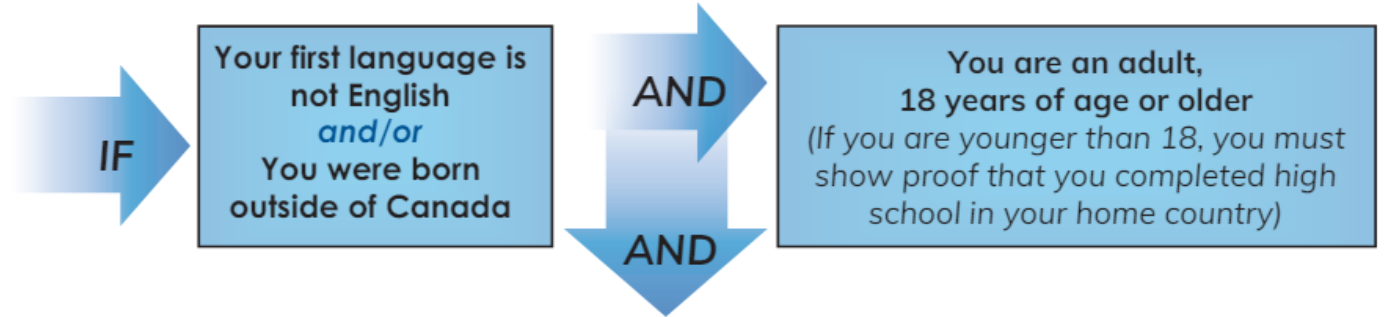 IF
Your first language is
not English
and/or
You were born
outside of Canada
AND
AND
You are an adult,
18 years of age or older
(If you are younger than 18, you must
show proof that you completed high
school in your home country)